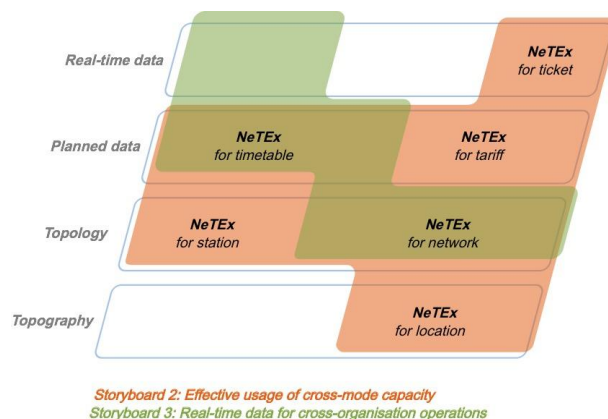 Real-time data
NeTEx
for ticket
Planned data
NeTEx
for timetable
NeTEx
for tariff
Topology
NeTEx
for station
NeTEx
for network
Topography
NeTEx
for location
Storyboard 2: Effective usage of cross-mode capacity
Storyboard 3: Real-time data for cross-organisation operations